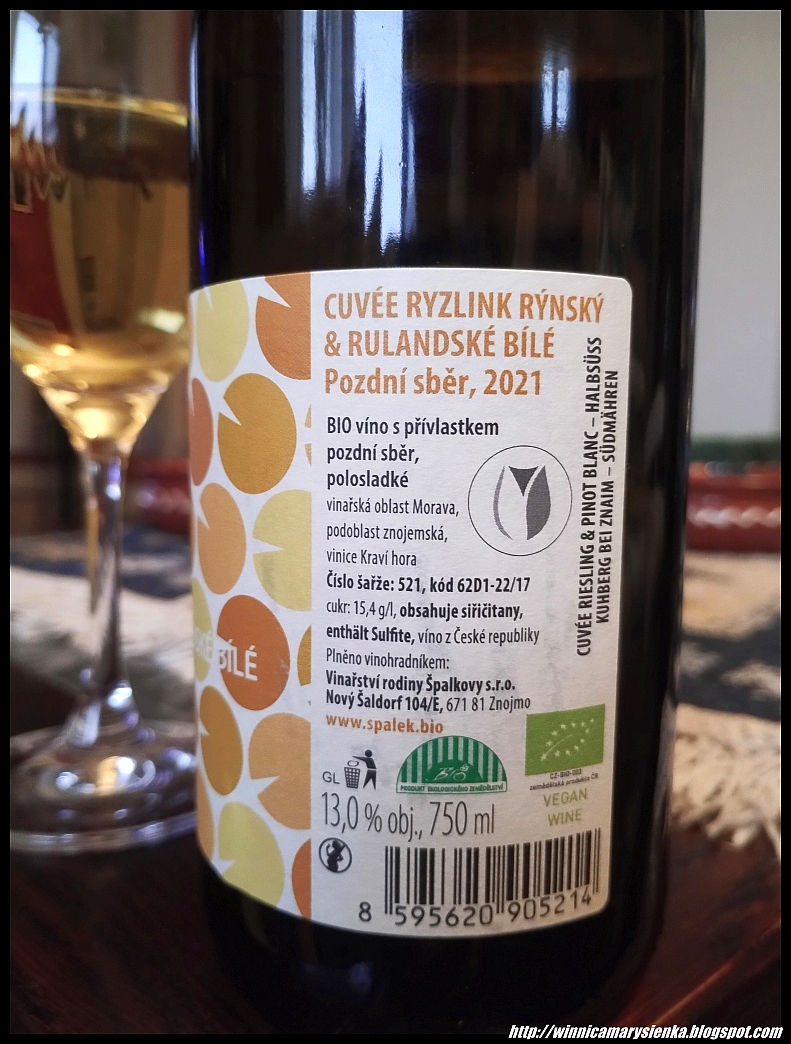 CUVÉE RYZLINK RÝNSKÝ
& RULANDSKÉ BÍLÉ
Pozdní sběr, 2021
BIO víno s přívlastkem
pozdní sběr,
polosladké
vinařská oblast Morava,
podoblast znojemská,
vinice Kraví hora
Číslo šarže: 521, kód 62D1-22/17
cukr: 15,4 g/l, obsahuje siřičitany,
enthält Sulfite, víno z České republiky
Plněno vinohradníkem:
Vinařství rodiny Špalkovy s.r.o.
Nový Šaldorf 104/E, 671 81 Znojmo
www.spalek.bio
CUVÉE RIESLING & PINOT BLANC – HALBSÜSS
KUHBERG BEI ZNAIM – SÜDMÄHREN
BÍLÉ
GL
PRODUKT EKOLOGICKÉHO ZEMĚDĚLSTVÍ
CZ-BIO-002
zemědělská produkce ČR
VEGAN
WINE
13,0 % obj., 750 ml
8 595620 905214
http://winnicamarysienka.blogspot.com